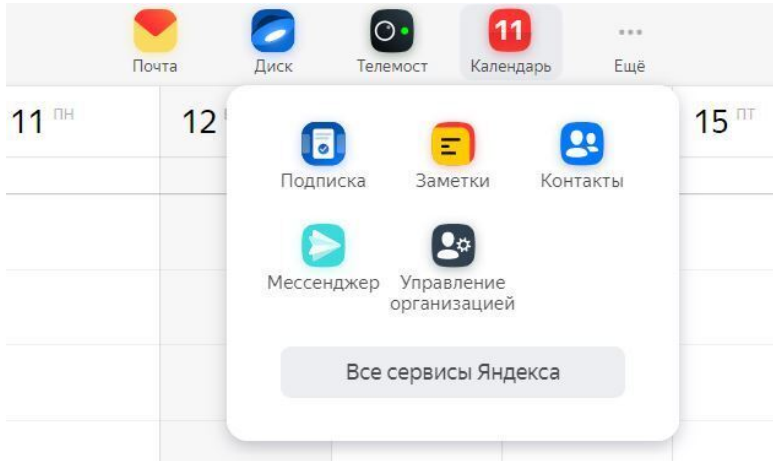 11
Почта Диск Телемост Календарь Ещё
11 ПН 12 15 ПТ
Подписка Заметки Контакты
Мессенджер Управление
организацией
Все сервисы Яндекса